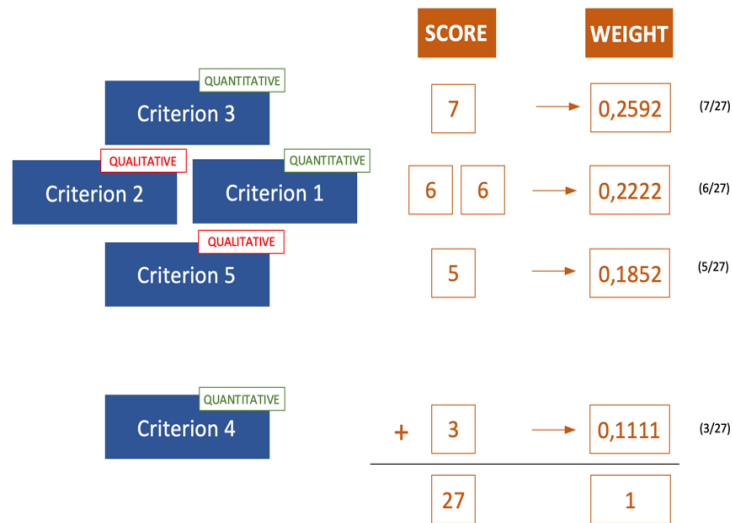 SCORE WEIGHT
QUANTITATIVE
Criterion 3 7 0,2592 (7/27)
QUALITATIVE QUANTITATIVE
Criterion 2 Criterion 1 6 6 0,2222 (6/27)
QUALITATIVE
Criterion 5 5 0,1852 (5/27)
QUANTITATIVE
Criterion 4 + 3 0,1111 (3/27)
27 1